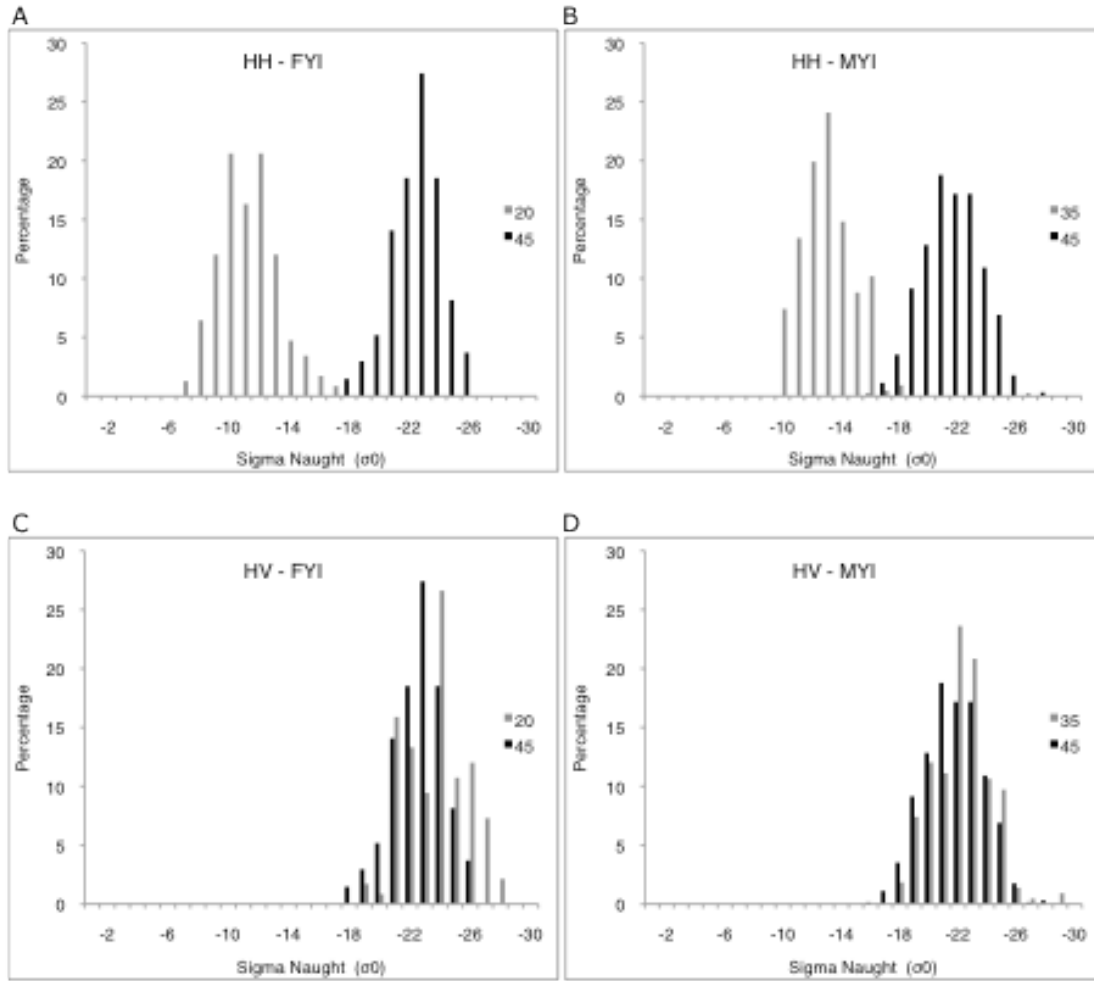 A
HH - FYI
30
25
20
15
10
5
0
Percentage
20
45
-2 -6 -10 -14 -18 -22 -26 -30
Sigma Naught (σ0)
B
HH - MYI
30
25
20
15
10
5
0
Percentage
35
45
-2 -6 -10 -14 -18 -22 -26 -30
Sigma Naught (σ0)
C
HV - FYI
30
25
20
15
10
5
0
Percentage
20
45
-2 -6 -10 -14 -18 -22 -26 -30
Sigma Naught (σ0)
D
HV - MYI
30
25
20
15
10
5
0
Percentage
35
45
-2 -6 -10 -14 -18 -22 -26 -30
Sigma Naught (σ0)